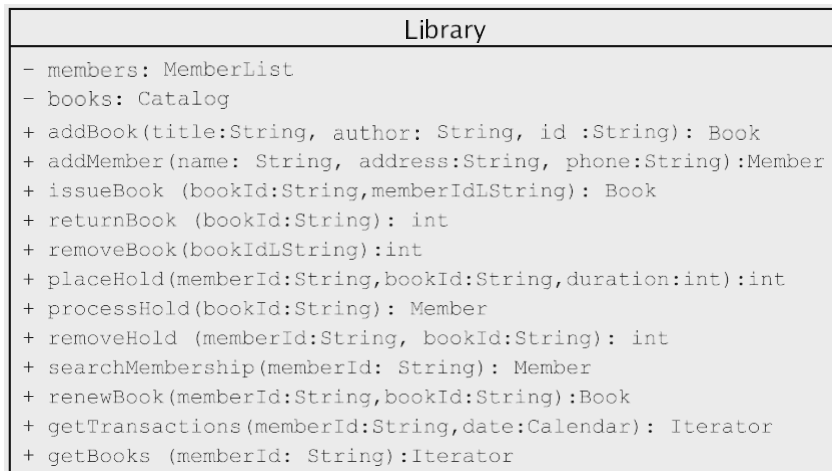 Library
- members: MemberList
- books: Catalog
+ addBook(title:String, author: String, id :String): Book
+ addMember(name: String, address:String, phone:String):Member
+ issueBook (bookId:String,memberIdLString): Book
+ returnBook (bookId:String): int
+ removeBook(bookIdLString):int
+ placeHold(memberId:String,bookId:String,duration:int):int
+ processHold(bookId:String): Member
+ removeHold (memberId:String, bookId:String): int
+ searchMembership(memberId: String): Member
+ renewBook(memberId:String,bookId:String):Book
+ getTransactions(memberId:String,date:Calendar): Iterator
+ getBooks (memberId: String):Iterator